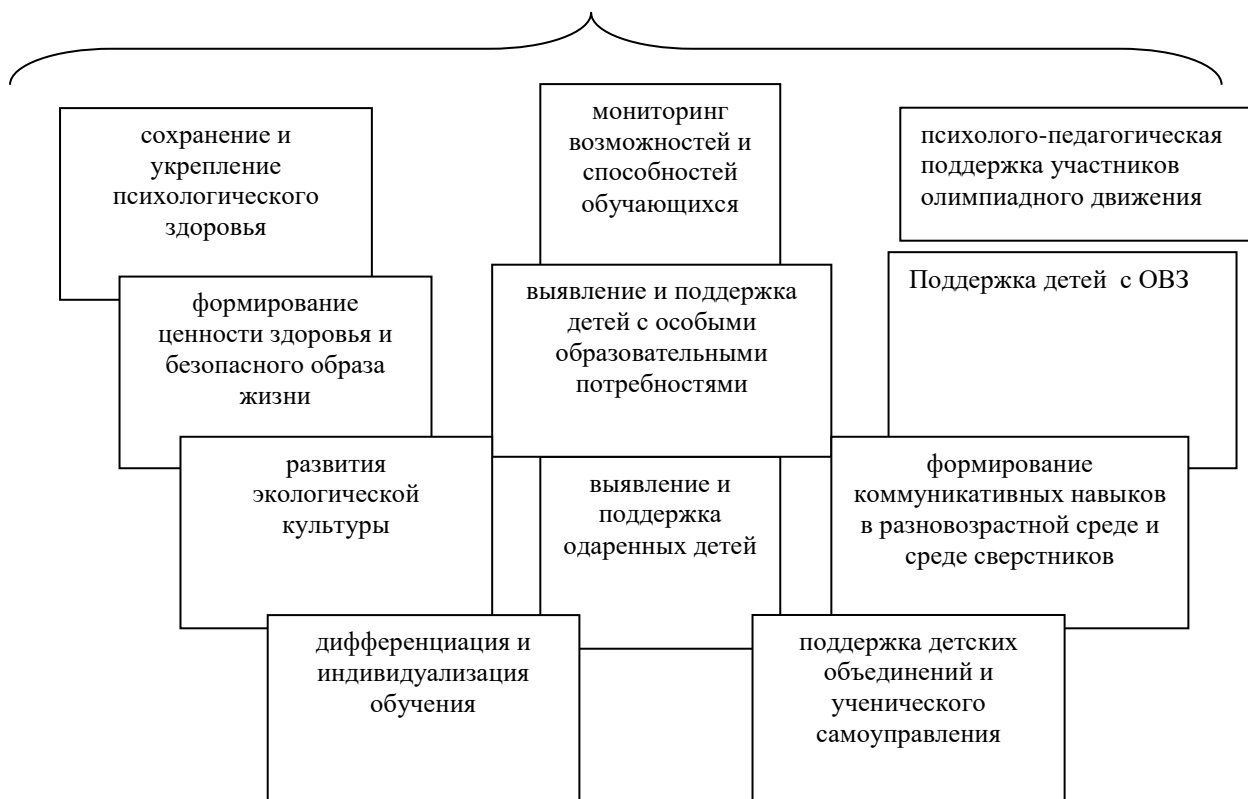 сохранение и
укрепление
психологического
здоровья
мониторинг
возможностей и
способностей
обучающихся
психолого-педагогическая
поддержка участников
олимпиадного движения
формирование
ценности здоровья и
безопасного образа
жизни
выявление и поддержка
детей с особыми
образовательными
потребностями
Поддержка детей с ОВЗ
развития
экологической
культуры
выявление и
поддержка
одаренных детей
формирование
коммуникативных навыков
в разновозрастной среде и
среде сверстников
дифференциация и
индивидуализация
обучения
поддержка детских
объединений и
ученического
самоуправления